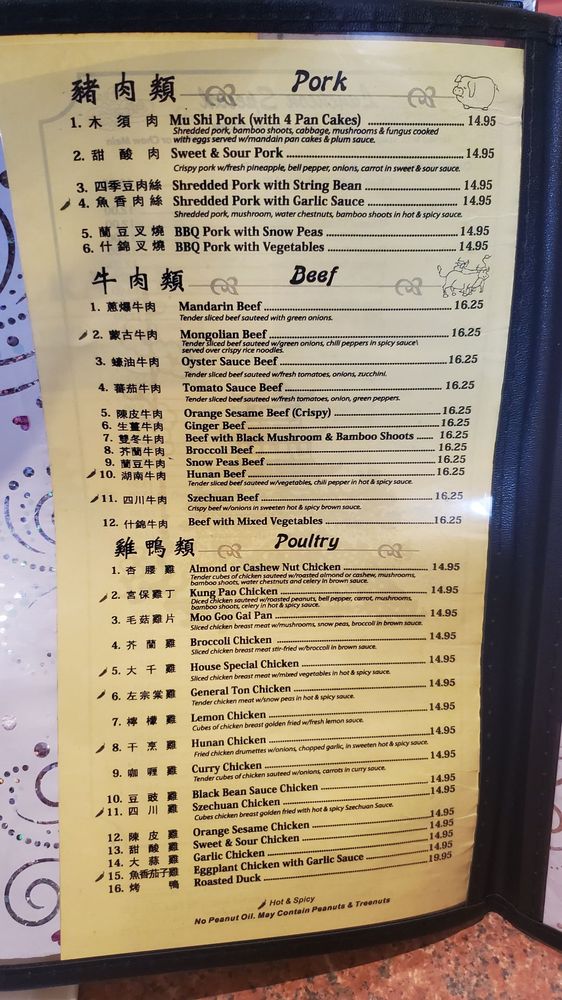 豬肉類 Pork
1. 木須肉 Mu Shi Pork (with 4 Pan Cakes) 14.95
Shredded pork, bamboo shoots, cabbage, mushrooms & fungus cooked
with eggs served w/mandain pan cakes & plum sauce.
2. 甜酸肉 Sweet & Sour Pork 14.95
Crispy pork w/fresh pineapple, bell pepper, onions, carrot in sweet & sour sauce.
3. 四季豆肉絲 Shredded Pork with String Bean 14.95
4. 魚香肉絲 Shredded Pork with Garlic Sauce 14.95
Shredded pork, mushroom, water chestnuts, bamboo shoots in hot & spicy sauce.
5. 蘭豆叉燒 BBQ Pork with Snow Peas 14.95
6. 什錦叉燒 BBQ Pork with Vegetables 14.95
牛肉類 Beef
1. 蔥爆牛肉 Mandarin Beef 16.25
Tender sliced beef sauteed with green onions.
2. 蒙古牛肉 Mongolian Beef 16.25
Tender sliced beef sauteed w/green onions, chili peppers in spicy sauce\
served over crispy rice noodles.
3. 蠔油牛肉 Oyster Sauce Beef 16.25
Tender sliced beef sauteed w/fresh tomatoes, onions, zucchini.
4. 蕃茄牛肉 Tomato Sauce Beef 16.25
Tender sliced beef sauteed w/fresh tomatoes, onion, green peppers.
5. 陳皮牛肉 Orange Sesame Beef (Crispy) 16.25
6. 生薑牛肉 Ginger Beef 16.25
7. 雙冬牛肉 Beef with Black Mushroom & Bamboo Shoots 16.25
8. 芥蘭牛肉 Broccoli Beef 16.25
9. 蘭豆牛肉 Snow Peas Beef 16.25
10. 湖南牛肉 Hunan Beef 16.25
Tender sliced beef sauteed w/vegetables, chili pepper in hot & spicy sauce.
11. 四川牛肉 Szechuan Beef 16.25
Crispy beef w/onions in sweeten hot & spicy brown sauce.
12. 什錦牛肉 Beef with Mixed Vegetables 16.25
雞鴨類 Poultry
1. 杏腰雞 Almond or Cashew Nut Chicken 14.95
Tender cubes of chicken sauteed w/roasted almond or cashew, mushrooms,
bamboo shoots, water chestnuts and celery in brown sauce.
2. 宮保雞丁 Kung Pao Chicken 14.95
Diced chicken sauteed w/roasted peanuts, bell pepper, carrot, mushrooms,
bamboo shoots, celery in hot & spicy sauce.
3. 毛菇雞片 Moo Goo Gai Pan 14.95
Sliced chicken breast meat w/mushrooms, snow peas, broccoli in brown sauce.
4. 芥蘭雞 Broccoli Chicken 14.95
Sliced chicken breast meat stir-fried w/broccoli in brown sauce.
5. 大千雞 House Special Chicken 14.95
Sliced chicken breast meat w/mixed vegetables in hot & spicy sauce.
6. 左宗棠雞 General Ton Chicken 14.95
Tender chicken meat w/snow peas in hot & spicy sauce.
7. 檸檬雞 Lemon Chicken 14.95
Cubes of chicken breast golden fried w/fresh lemon sauce.
8. 干烹雞 Hunan Chicken 14.95
Fried chicken drumettes w/onions, chopped garlic, in sweeten hot & spicy sauce.
9. 咖喱雞 Curry Chicken 14.95
Tender cubes of chicken sauteed w/onions, carrots in curry sauce.
10. 豆豉雞 Black Bean Sauce Chicken 14.95
11. 四川雞 Szechuan Chicken 14.95
Cubes chicken breast golden fried with hot & spicy Szechuan Sauce.
12. 陳皮雞 Orange Sesame Chicken 14.95
13. 甜酸雞 Sweet & Sour Chicken 14.95
14. 大蒜雞 Garlic Chicken 14.95
15. 魚香茄子雞 Eggplant Chicken with Garlic Sauce 14.95
16. 烤鴨 Roasted Duck 19.95
Hot & Spicy
No Peanut Oil. May Contain Peanuts & Treenuts